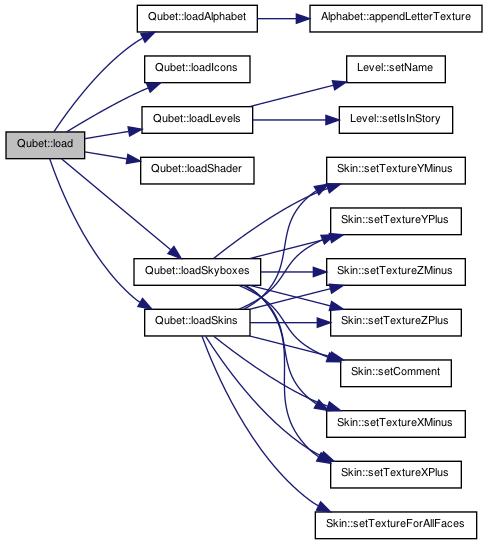 Qubet::load
Qubet::loadAlphabet
Alphabet::appendLetterTexture
Qubet::loadIcons
Qubet::loadLevels
Level::setName
Level::setIsInStory
Qubet::loadShader
Qubet::loadSkyboxes
Qubet::loadSkins
Skin::setTextureYMinus
Skin::setTextureYPlus
Skin::setTextureZMinus
Skin::setTextureZPlus
Skin::setComment
Skin::setTextureXMinus
Skin::setTextureXPlus
Skin::setTextureForAllFaces